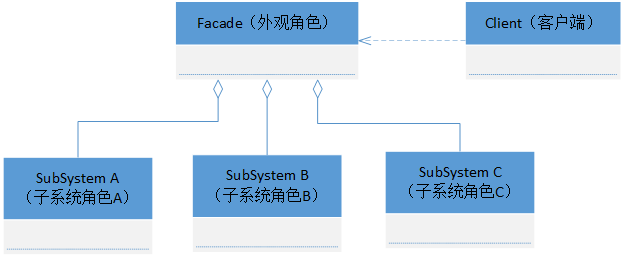 Facade（外观角色）
Client（客户端）
SubSystem A
（子系统角色A）
SubSystem B
（子系统角色B）
SubSystem C
（子系统角色C）